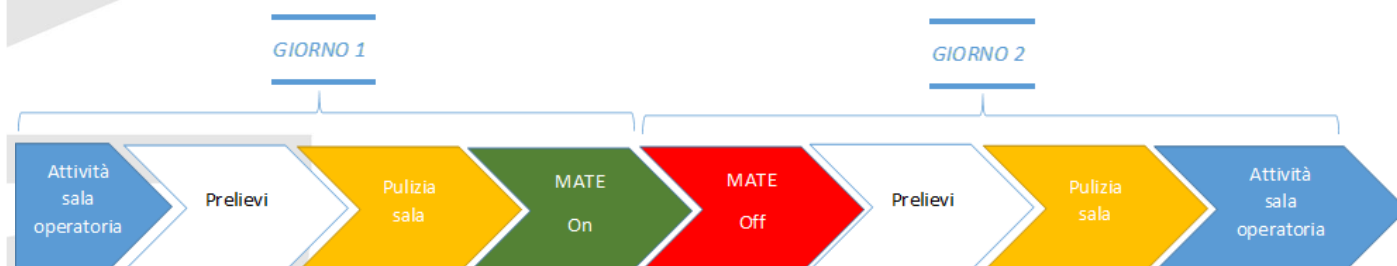 GIORNO 1
GIORNO 2
Attività
sala
operatoria
Prelievi
Pulizia
sala
MATE
On
MATE
Off
Prelievi
Pulizia
sala
Attività
sala
operatoria